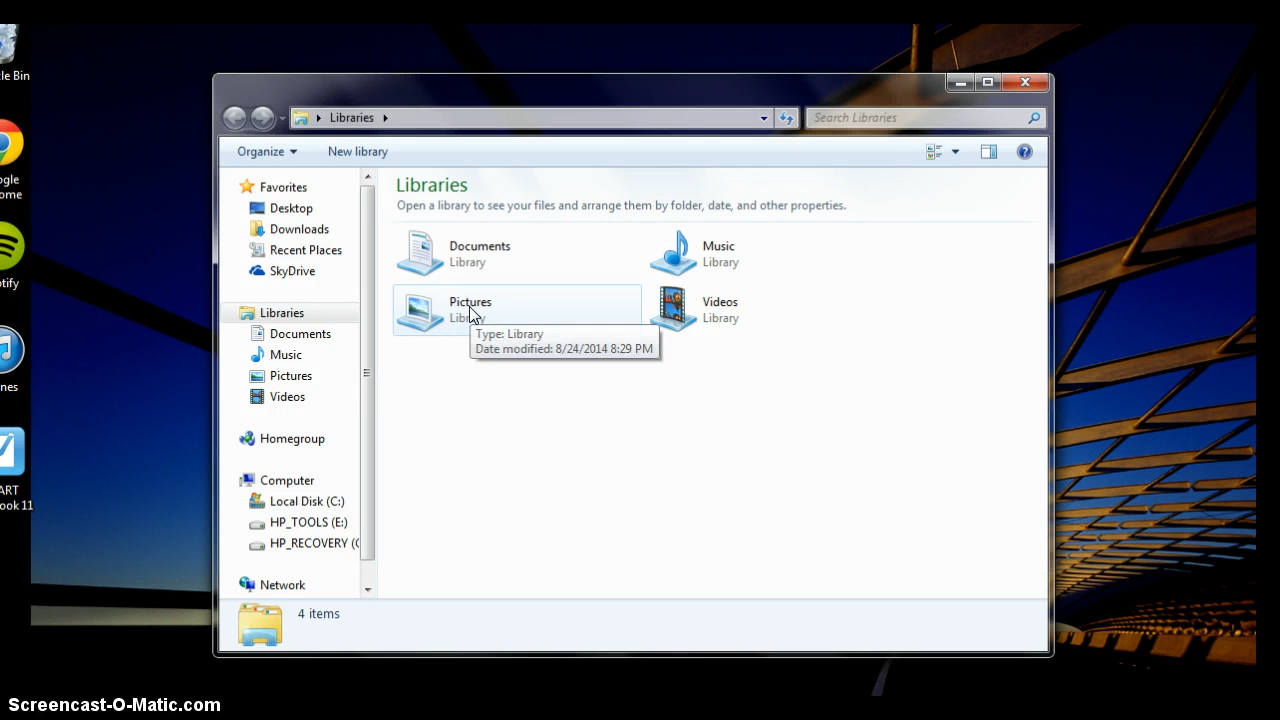 le Bin
gle
ome
tify
nes
ART
ook 11
Libraries
Search Libraries
Organize
New library
Favorites
Desktop
Downloads
Recent Places
SkyDrive
Libraries
Documents
Music
Pictures
Videos
Homegroup
Computer
Local Disk (C:)
HP_TOOLS (E:)
HP_RECOVERY (
Network
Libraries
Open a library to see your files and arrange them by folder, date, and other properties.
Documents
Library
Music
Library
Pictures
Library
Videos
Library
Type: Library
Date modified: 8/24/2014 8:29 PM
4 items
Screencast-O-Matic.com